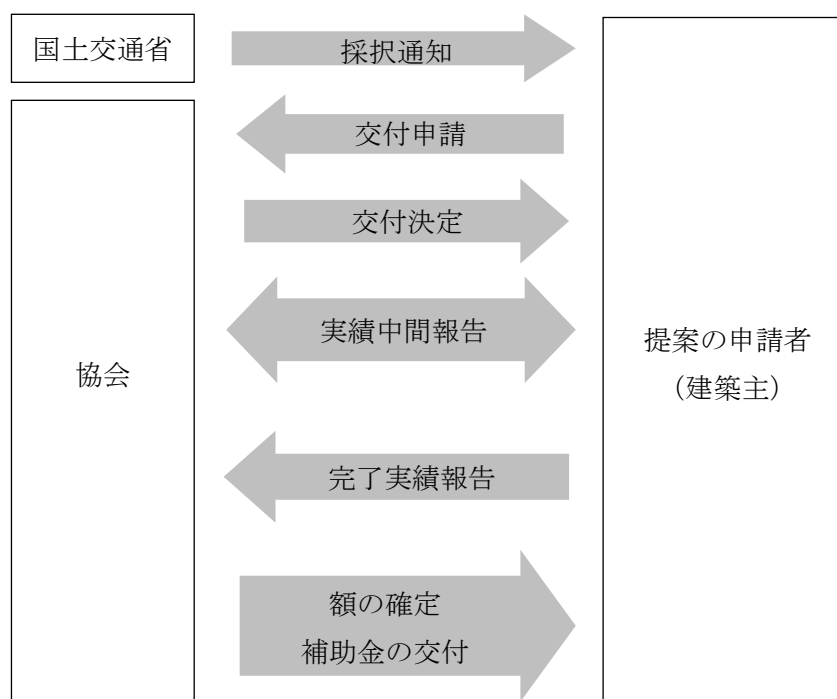 国土交通省
採択通知
交付申請
交付決定
実績中間報告
協会
提案の申請者
（建築主）
完了実績報告
額の確定
補助金の交付